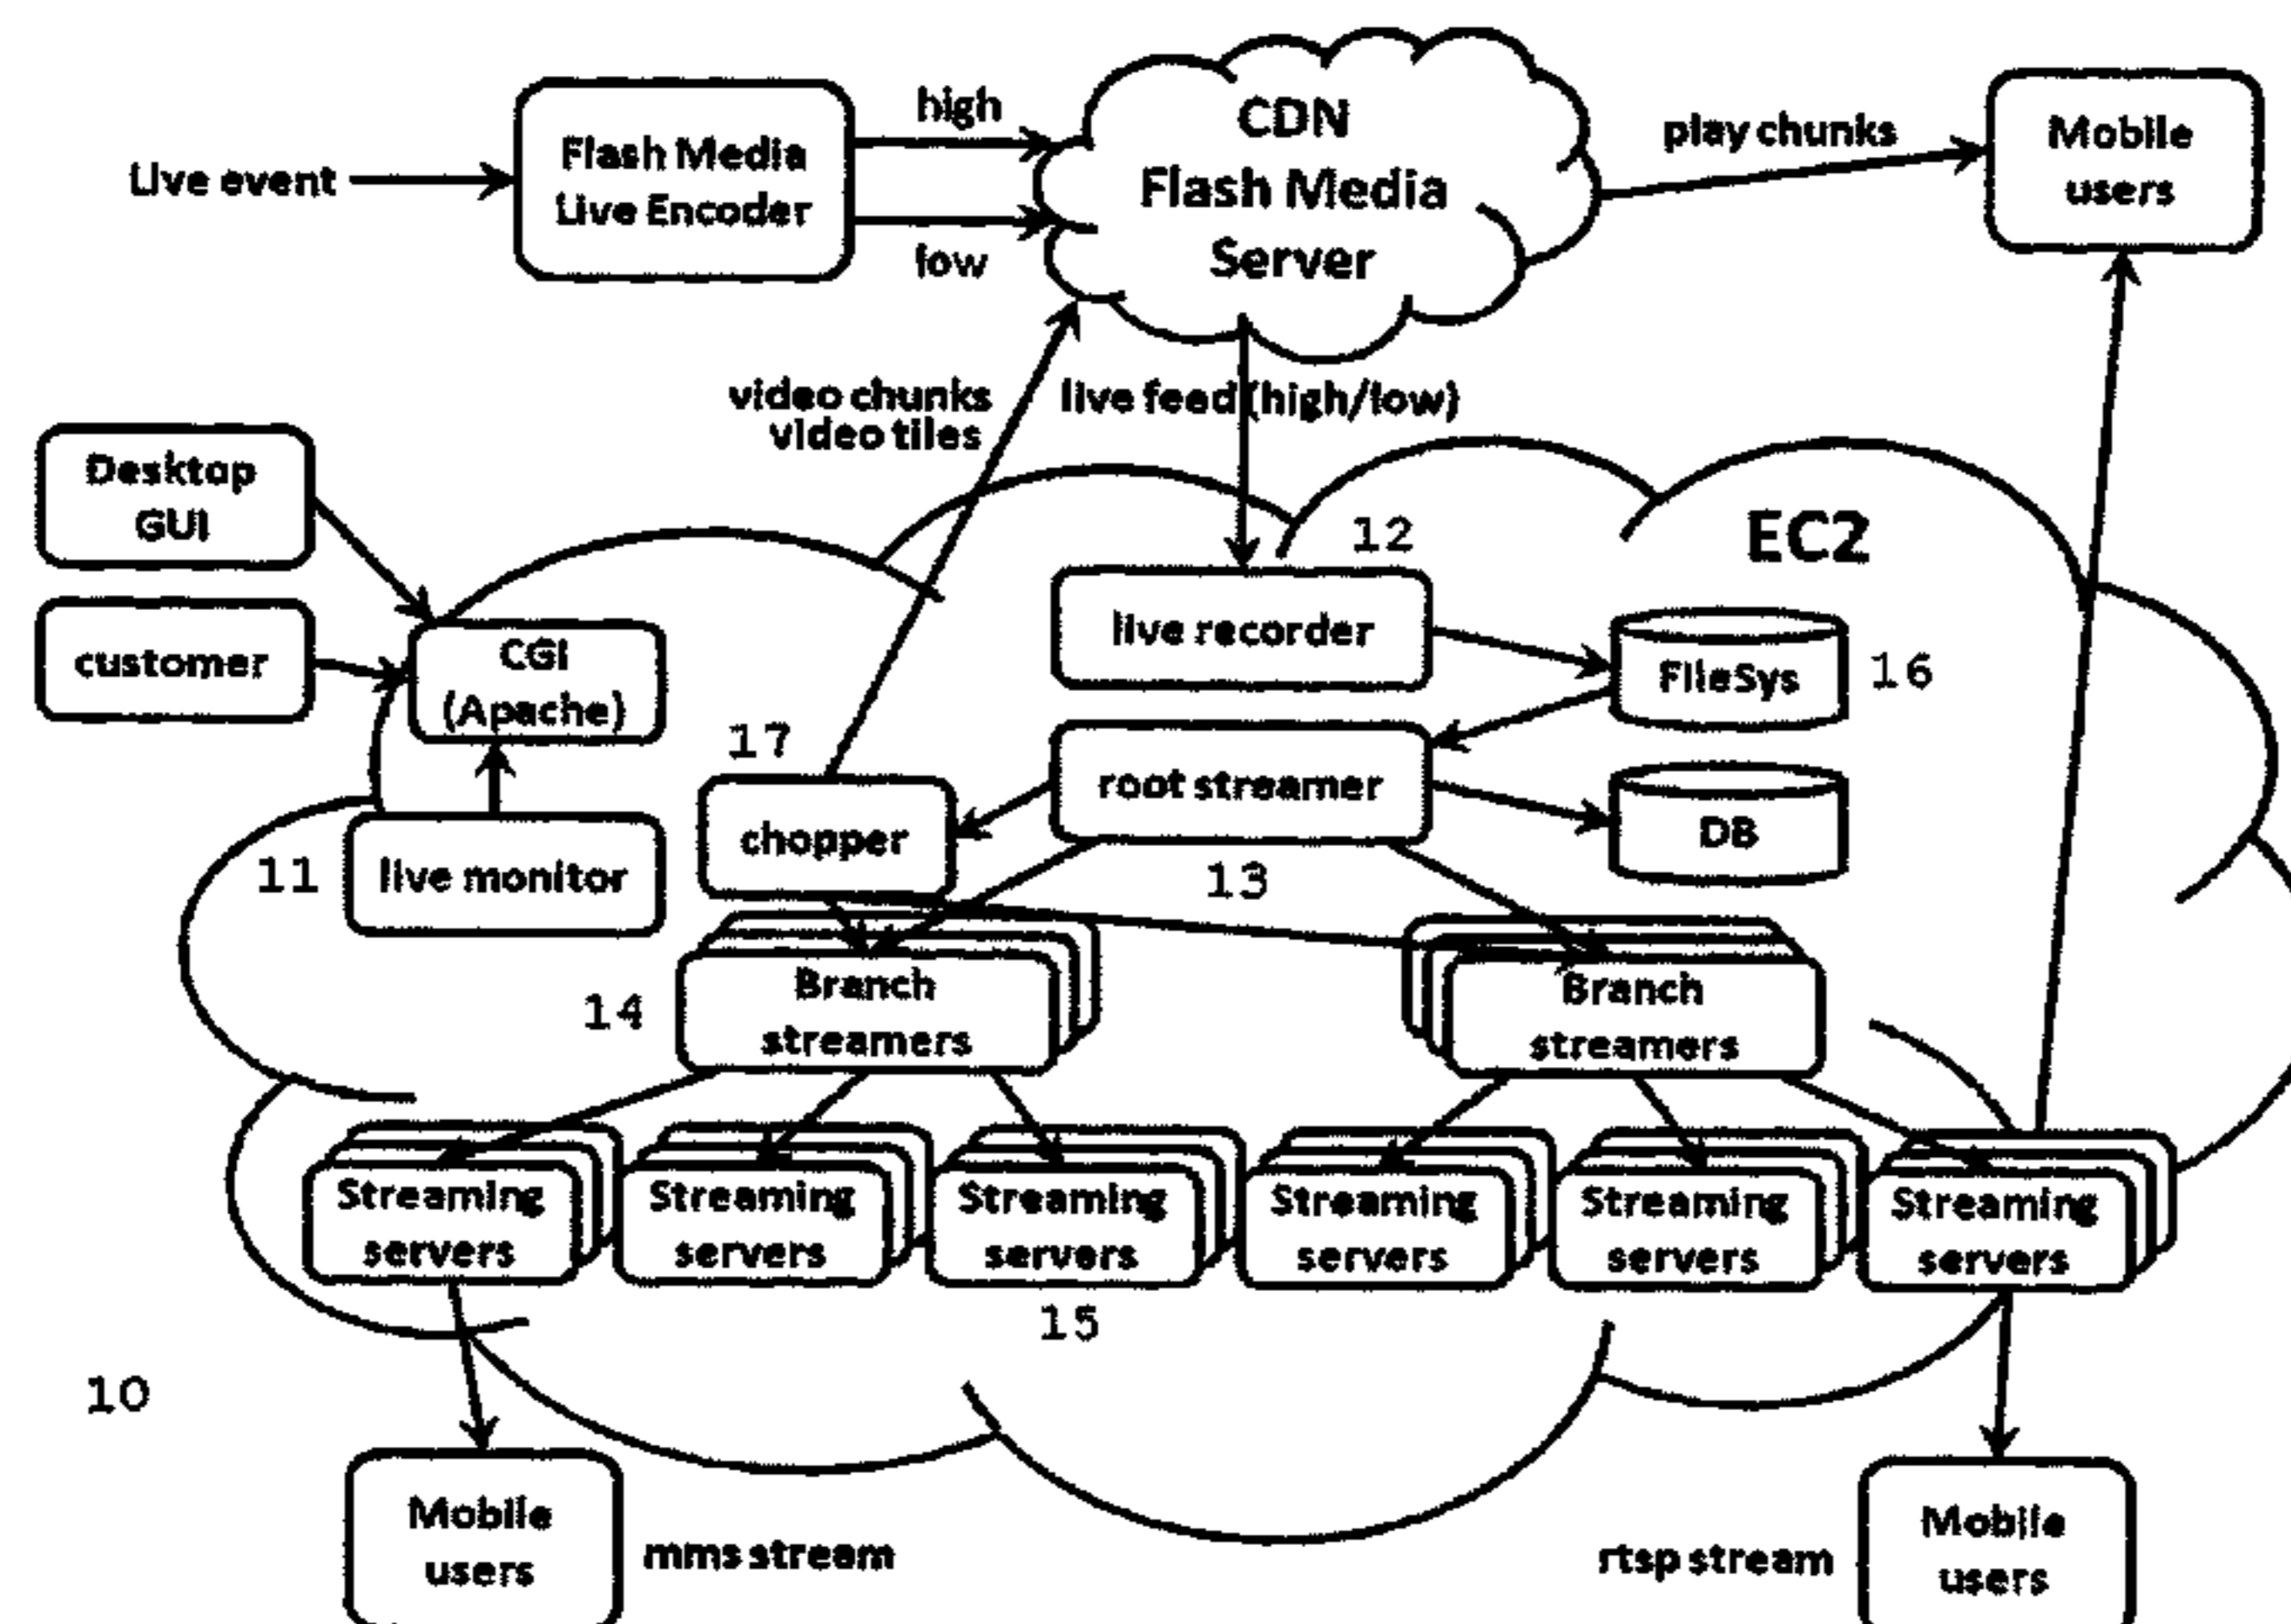 high
CDN
Flash Media
Server
play chunks
Mobile
users
Live event
Flash Media
Live Encoder
low
video chunks
video tiles
live feed (high/low)
Desktop
GUI
customer
CGI
(Apache)
12
EC2
live recorder
FileSys
16
17
root streamer
chopper
DB
11
live monitor
13
14
Branch
streamers
Branch
streamers
Streaming
servers
Streaming
servers
Streaming
servers
Streaming
servers
Streaming
servers
Streaming
servers
15
10
Mobile
users
mms stream
rtsp stream
Mobile
users